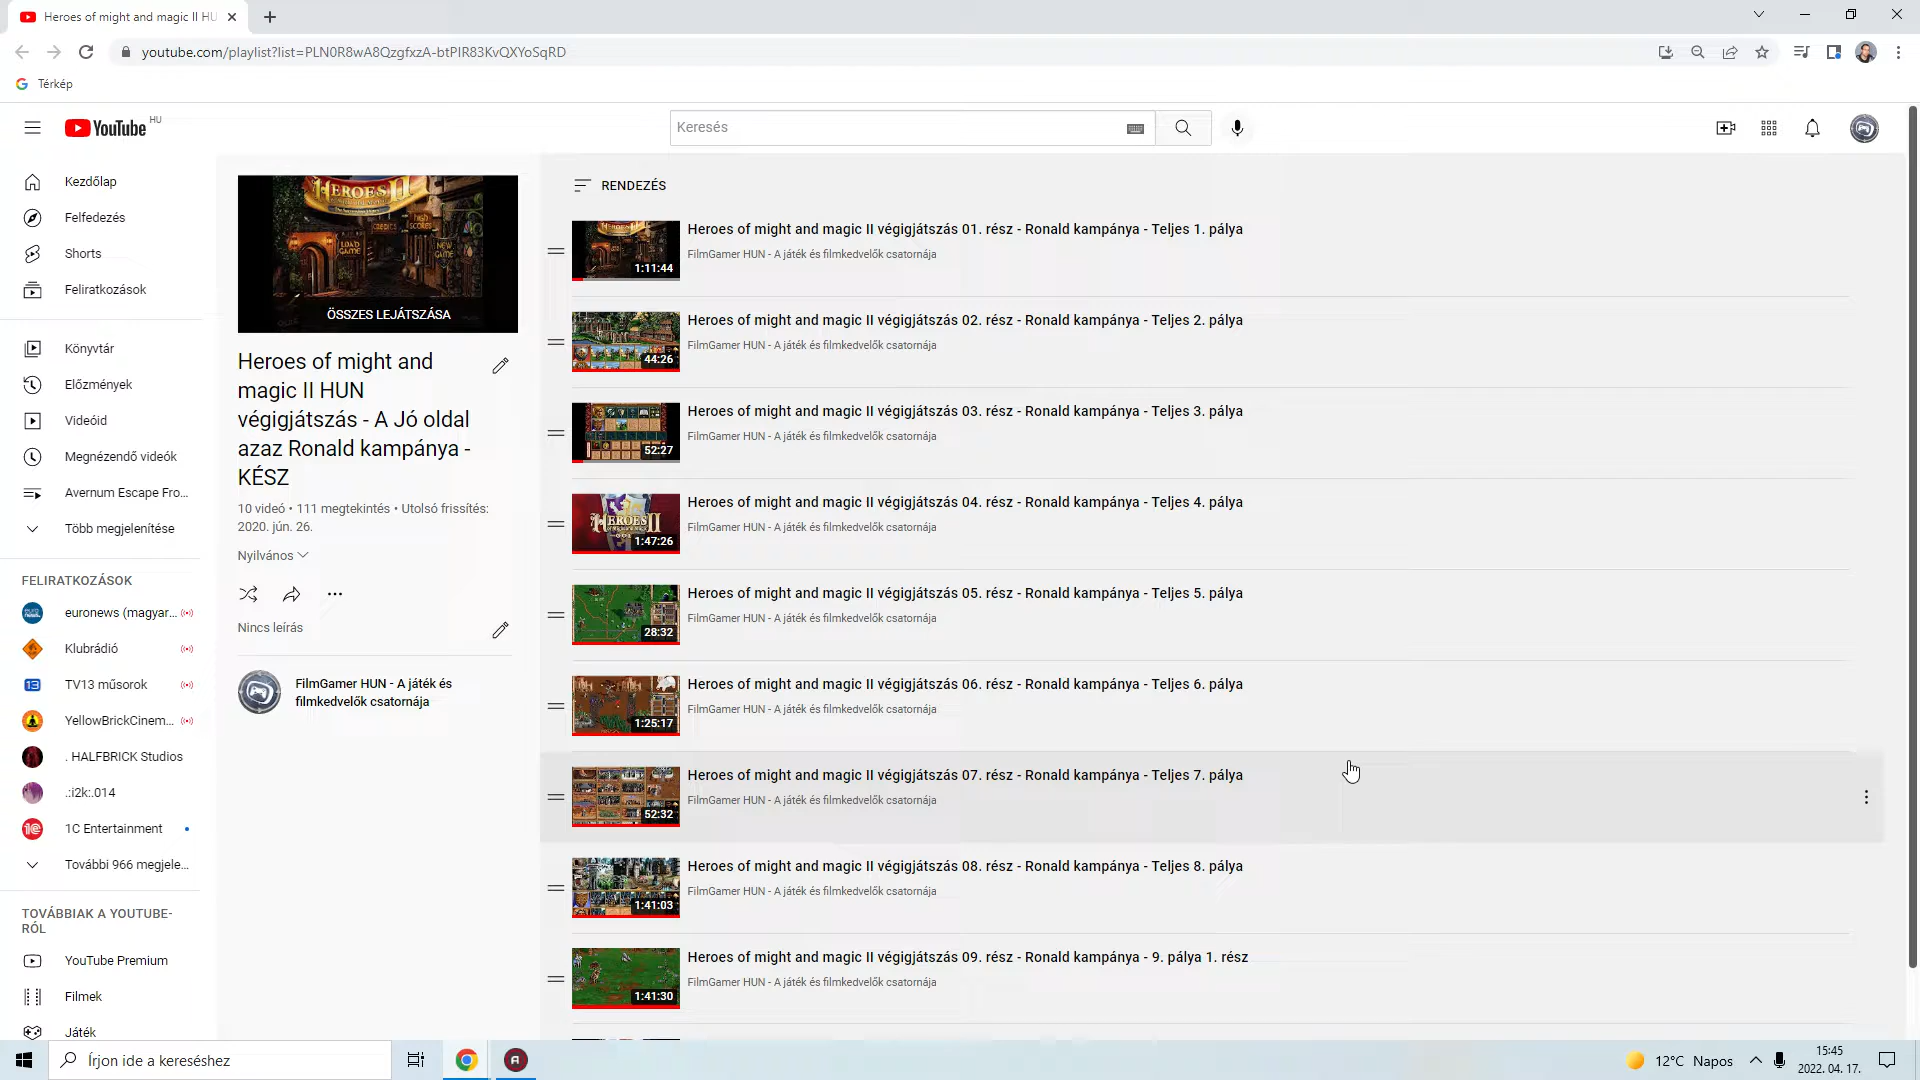 Heroes of might and magic II HU
youtube.com/playlist?list=PLN0R8wA8QzgfxzA-btPIR83KvQXYoSqRD
Térkép
YouTube HU
Keresés
Kezdőlap
Felfedezés
Shorts
Feliratkozások
Könyvtár
Előzmények
Videóid
Megnézendő videók
Avernum Escape Fro...
Több megjelenítése
FELIRATKOZÁSOK
euronews (magyar...
Klubrádió
TV13 műsorok
YellowBrickCinem...
. HALFBRICK Studios
.:i2k:.014
1C Entertainment
További 966 megjele...
TOVÁBBIAK A YOUTUBE-
RÓL
YouTube Premium
Filmek
Játék
HEROES II
LOAD GAME
CREDITS
HIGH SCORES
NEW GAME
ÖSSZES LEJÁTSZÁSA
Heroes of might and
magic II HUN
végigjátszás - A Jó oldal
azaz Ronald kampánya -
KÉSZ
10 videó • 111 megtekintés • Utolsó frissítés:
2020. jún. 26.
Nyilvános
Nincs leírás
FilmGamer HUN - A játék és
filmkedvelők csatornája
RENDEZÉS
1:11:44
Heroes of might and magic II végigjátszás 01. rész - Ronald kampánya - Teljes 1. pálya
FilmGamer HUN - A játék és filmkedvelők csatornája
44:26
Heroes of might and magic II végigjátszás 02. rész - Ronald kampánya - Teljes 2. pálya
FilmGamer HUN - A játék és filmkedvelők csatornája
52:27
Heroes of might and magic II végigjátszás 03. rész - Ronald kampánya - Teljes 3. pálya
FilmGamer HUN - A játék és filmkedvelők csatornája
HEROES II
1:47:26
Heroes of might and magic II végigjátszás 04. rész - Ronald kampánya - Teljes 4. pálya
FilmGamer HUN - A játék és filmkedvelők csatornája
28:32
Heroes of might and magic II végigjátszás 05. rész - Ronald kampánya - Teljes 5. pálya
FilmGamer HUN - A játék és filmkedvelők csatornája
1:25:17
Heroes of might and magic II végigjátszás 06. rész - Ronald kampánya - Teljes 6. pálya
FilmGamer HUN - A játék és filmkedvelők csatornája
52:32
Heroes of might and magic II végigjátszás 07. rész - Ronald kampánya - Teljes 7. pálya
FilmGamer HUN - A játék és filmkedvelők csatornája
1:41:03
Heroes of might and magic II végigjátszás 08. rész - Ronald kampánya - Teljes 8. pálya
FilmGamer HUN - A játék és filmkedvelők csatornája
1:41:30
Heroes of might and magic II végigjátszás 09. rész - Ronald kampánya - 9. pálya 1. rész
FilmGamer HUN - A játék és filmkedvelők csatornája
Írjon ide a kereséshez
12°C Napos
15:45
2022. 04. 17.